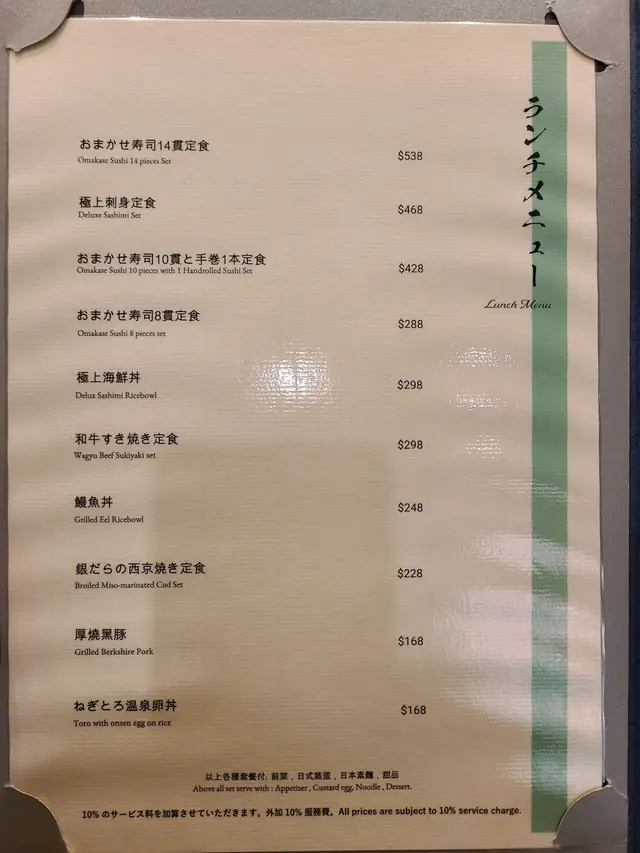 ランチメニュー
Lunch Menu
おまかせ寿司14貫定食
Omakase Sushi 14 pieces Set
$538
極上刺身定食
Deluxe Sashimi Set
$468
おまかせ寿司10貫と手巻1本定食
Omakase Sushi 10 pieces with 1 Handrolled Sushi Set
$428
おまかせ寿司8貫定食
Omakase Sushi 8 pieces set
$288
極上海鮮丼
Delux Sashimi Ricebowl
$298
和牛すき焼き定食
Wagyu Beef Sukiyaki set
$298
鰻魚丼
Grilled Eel Ricebowl
$248
銀だらの西京焼き定食
Broiled Miso-marinated Cod Set
$228
厚燒黑豚
Grilled Berkshire Pork
$168
ねぎとろ温泉卵丼
Toro with onsen egg on rice
$168
以上各種套餐付: 前菜 , 日式蒸蛋 , 日本素麵 , 甜品
Above all set serve with : Appetizer , Custard egg, Noodle , Dessert.
10% のサービス料を加算させていただきます。外加 10% 服務費。All prices are subject to 10% service charge.